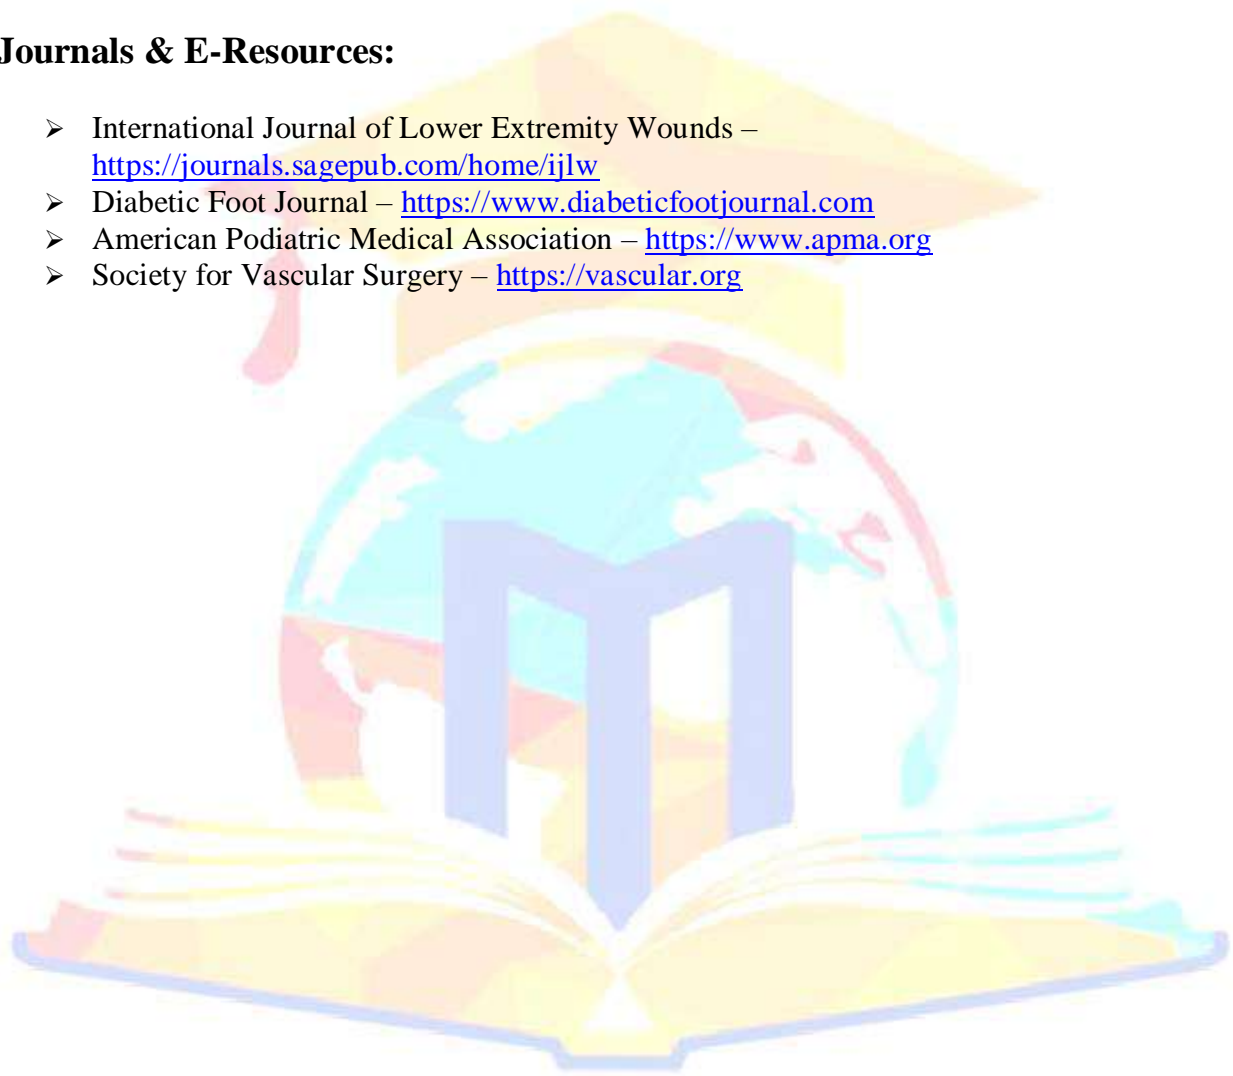 Journals & E-Resources:
➢ International Journal of Lower Extremity Wounds –
https://journals.sagepub.com/home/ijlw
➢ Diabetic Foot Journal – https://www.diabeticfootjournal.com
➢ American Podiatric Medical Association – https://www.apma.org
➢ Society for Vascular Surgery – https://vascular.org